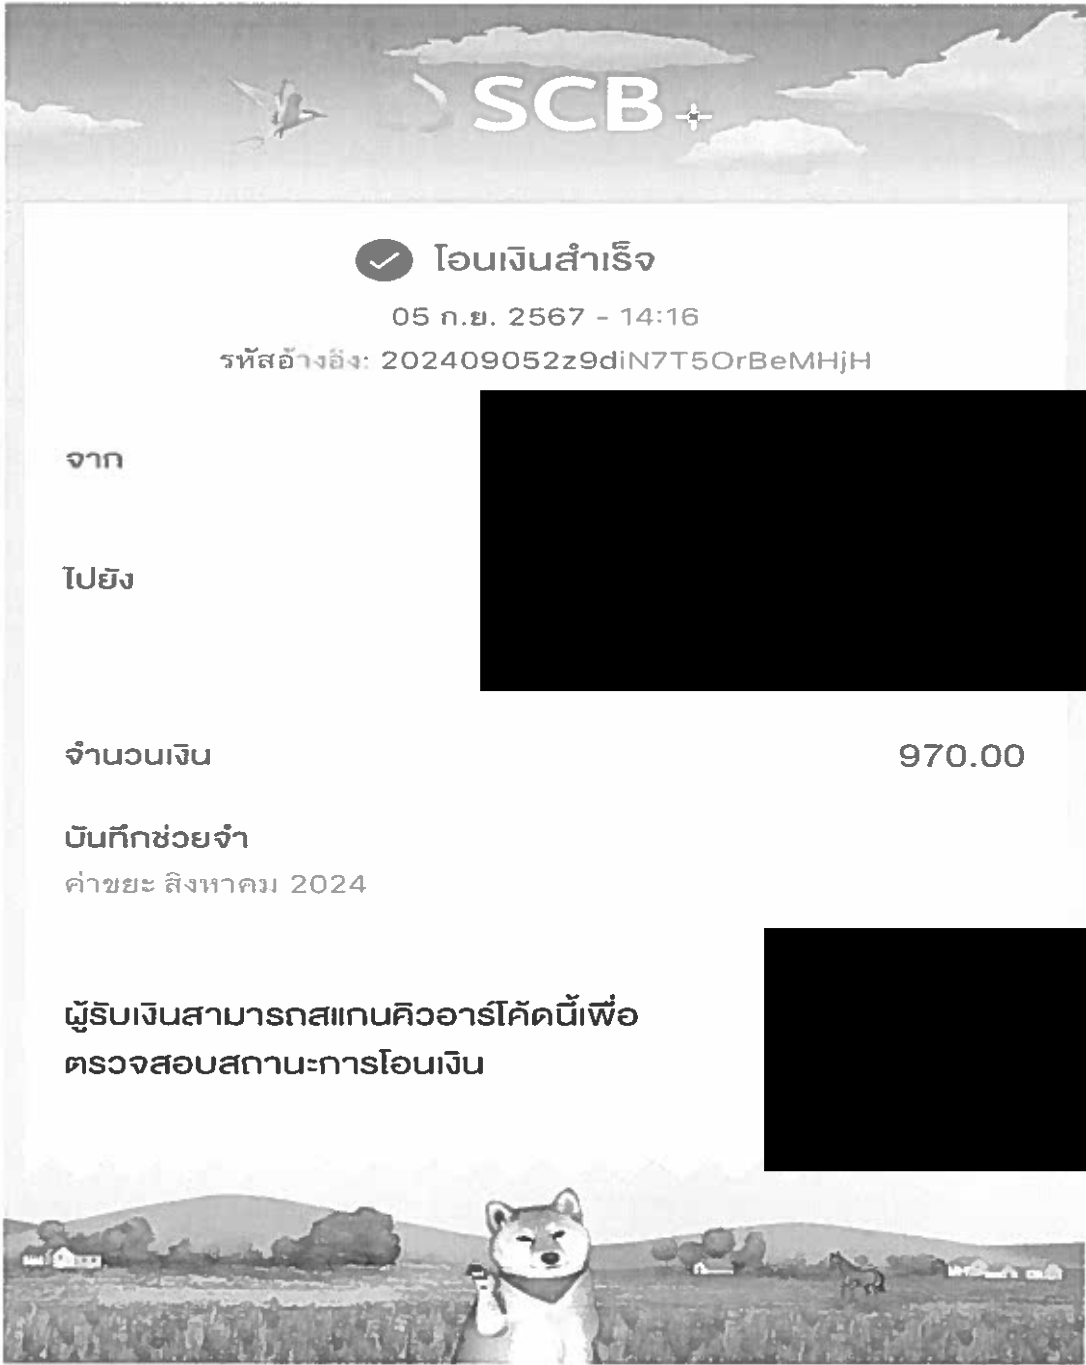 SCB
โอนเงินสำเร็จ
05 ก.ย. 2567 - 14:16
รหัสอ้างอิง: 202409052z9diN7T5OrBeMHjH
จาก
ไปยัง
จำนวนเงิน 970.00
บันทึกช่วยจำ
ค่าขยะ สิงหาคม 2024
ผู้รับเงินสามารถสแกนคิวอาร์โค้ดนี้เพื่อ
ตรวจสอบสถานะการโอนเงิน